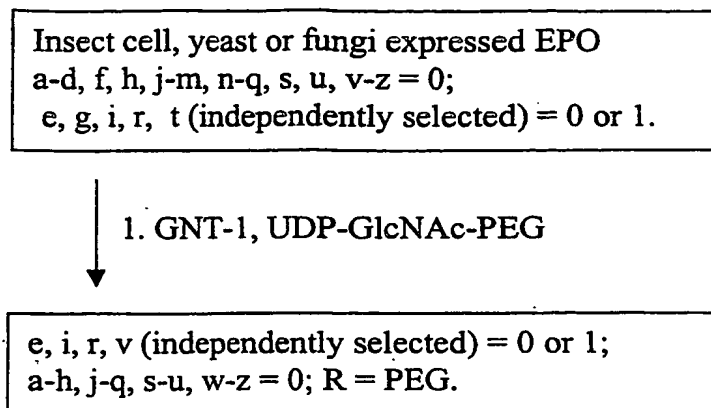 Insect cell, yeast or fungi expressed EPO
a-d, f, h, j-m, n-q, s, u, v-z = 0;
e, g, i, r, t (independently selected) = 0 or 1.
1. GNT-1, UDP-GlcNAc-PEG
e, i, r, v (independently selected) = 0 or 1;
a-h, j-q, s-u, w-z = 0; R = PEG.